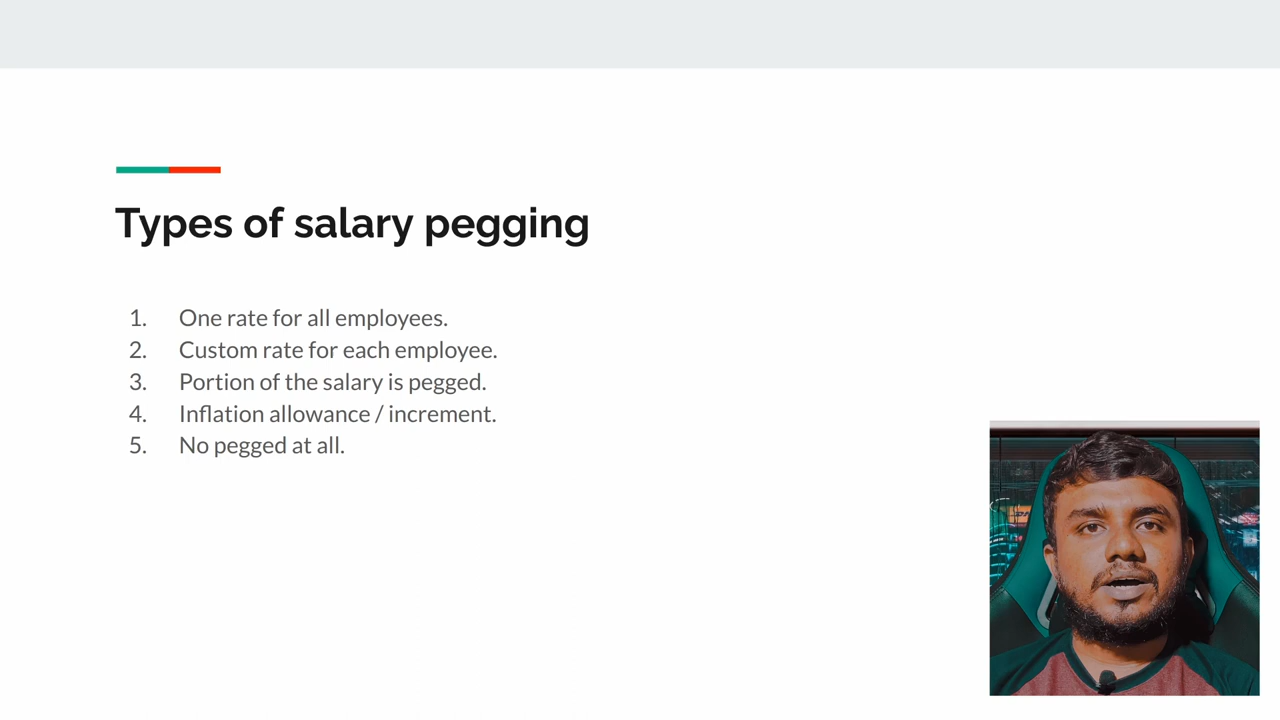 Types of salary pegging
1. One rate for all employees.
2. Custom rate for each employee.
3. Portion of the salary is pegged.
4. Inflation allowance / increment.
5. No pegged at all.